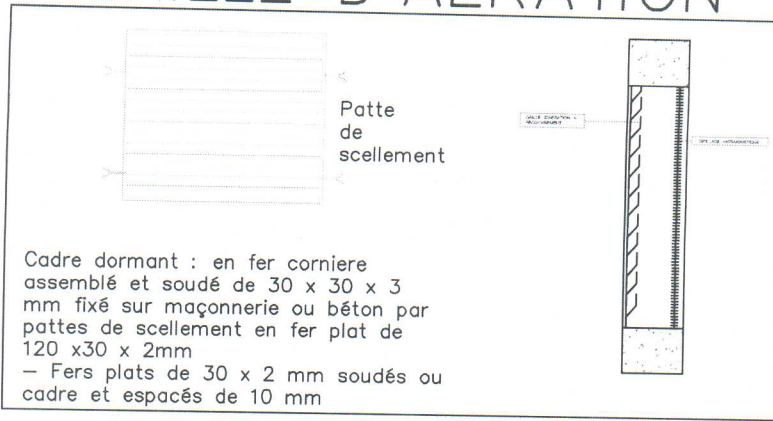 D'AERATION
Patte
de
scellement
Cadre dormant : en fer corniere
assemblé et soudé de 30 x 30 x 3
mm fixé sur maçonnerie ou béton par
pattes de scellement en fer plat de
120 x30 x 2mm
– Fers plats de 30 x 2 mm soudés ou
cadre et espacés de 10 mm